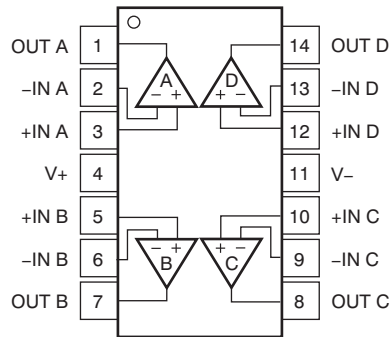 OUT A 1 14 OUT D
−IN A 2 A D 13 −IN D
− + + −
+IN A 3 12 +IN D
V+ 4 11 V−
+IN B 5 10 +IN C
− + + −
−IN B 6 B C 9 −IN C
OUT B 7 8 OUT C